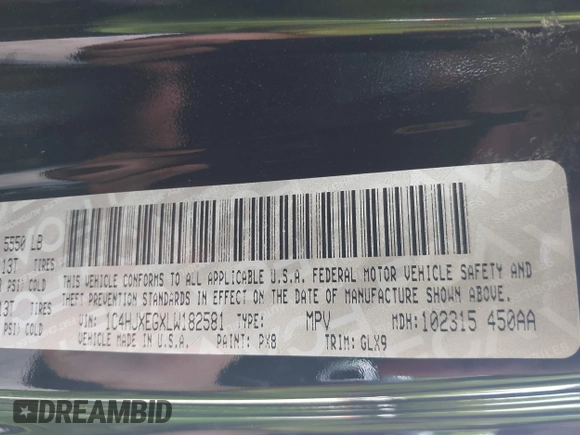 5550 LB
13T TIRES
PSI) COLD
13T TIRES
PSI) COLD
THIS VEHICLE CONFORMS TO ALL APPLICABLE U.S.A. FEDERAL MOTOR VEHICLE SAFETY AND
THEFT PREVENTION STANDARDS IN EFFECT ON THE DATE OF MANUFACTURE SHOWN ABOVE.
VIN: 1C4HJXEGXLW182581 TYPE: MPV MDH: 102315 450AA
VEHICLE MADE IN U.S.A. PAINT: PX8 TRIM: GLX9
DREAMBID